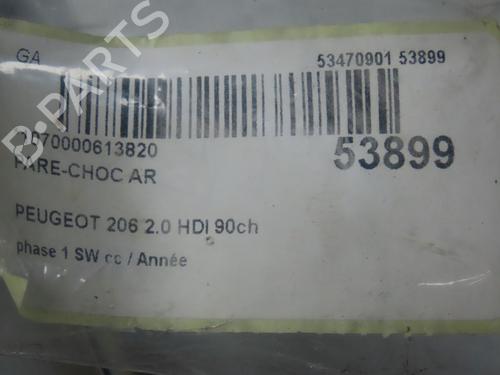 GA
53470901 53899
53899
PARE-CHOC AR
PEUGEOT 206 2.0 HDI 90ch
phase 1 SW cc / Année
B-PARTS